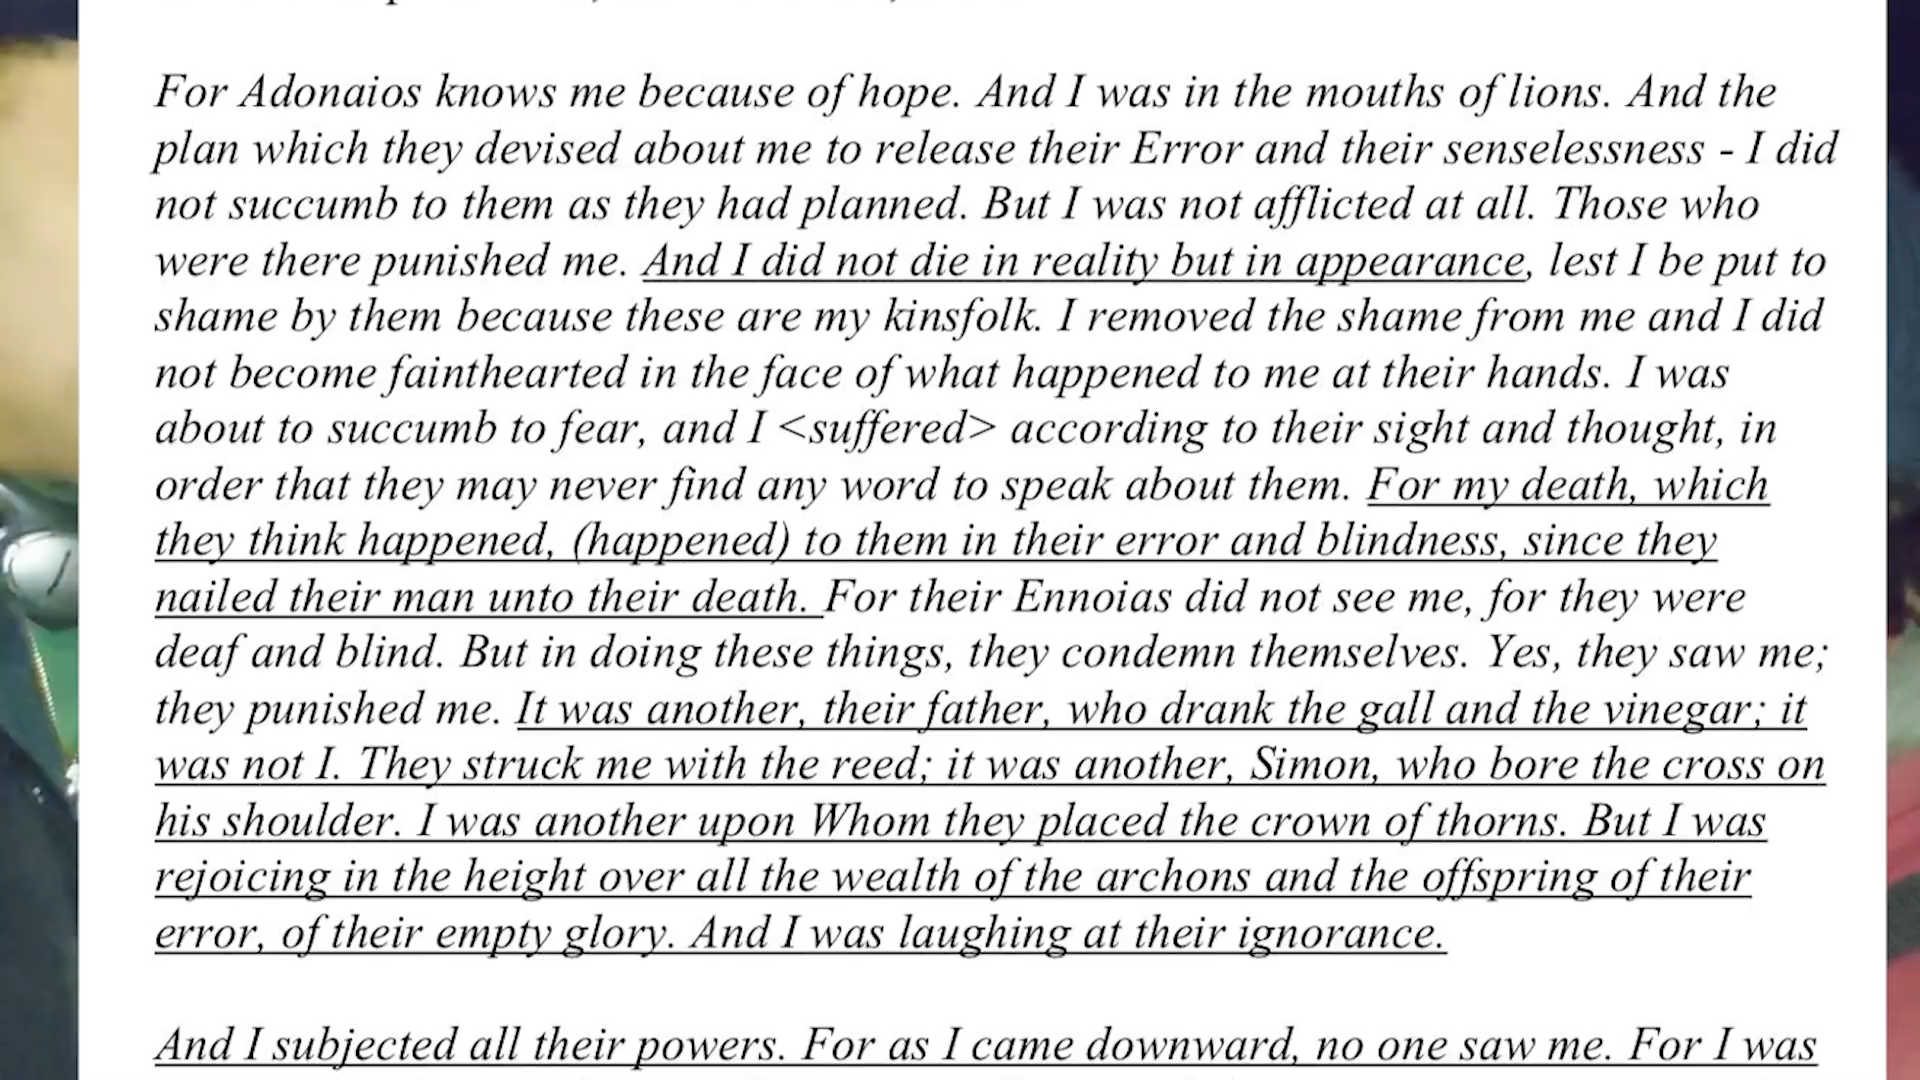 For Adonaios knows me because of hope. And I was in the mouths of lions. And the
plan which they devised about me to release their Error and their senselessness - I did
not succumb to them as they had planned. But I was not afflicted at all. Those who
were there punished me. And I did not die in reality but in appearance, lest I be put to
shame by them because these are my kinsfolk. I removed the shame from me and I did
not become fainthearted in the face of what happened to me at their hands. I was
about to succumb to fear, and I <suffered> according to their sight and thought, in
order that they may never find any word to speak about them. For my death, which
they think happened, (happened) to them in their error and blindness, since they
nailed their man unto their death. For their Ennoias did not see me, for they were
deaf and blind. But in doing these things, they condemn themselves. Yes, they saw me;
they punished me. It was another, their father, who drank the gall and the vinegar; it
was not I. They struck me with the reed; it was another, Simon, who bore the cross on
his shoulder. I was another upon Whom they placed the crown of thorns. But I was
rejoicing in the height over all the wealth of the archons and the offspring of their
error, of their empty glory. And I was laughing at their ignorance.
And I subjected all their powers. For as I came downward, no one saw me. For I was